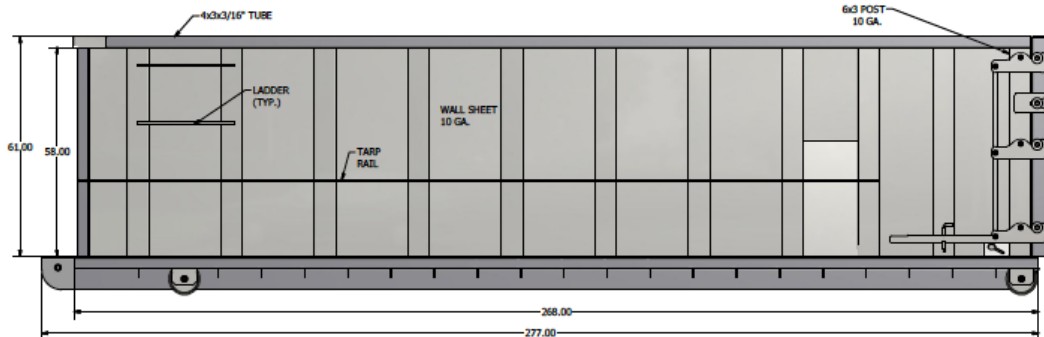 4x3x3/16" TUBE
6x3 POST
10 GA.
LADDER
(TYP.)
WALL SHEET
10 GA.
TARP
RAIL
61.00
58.00
268.00
277.00